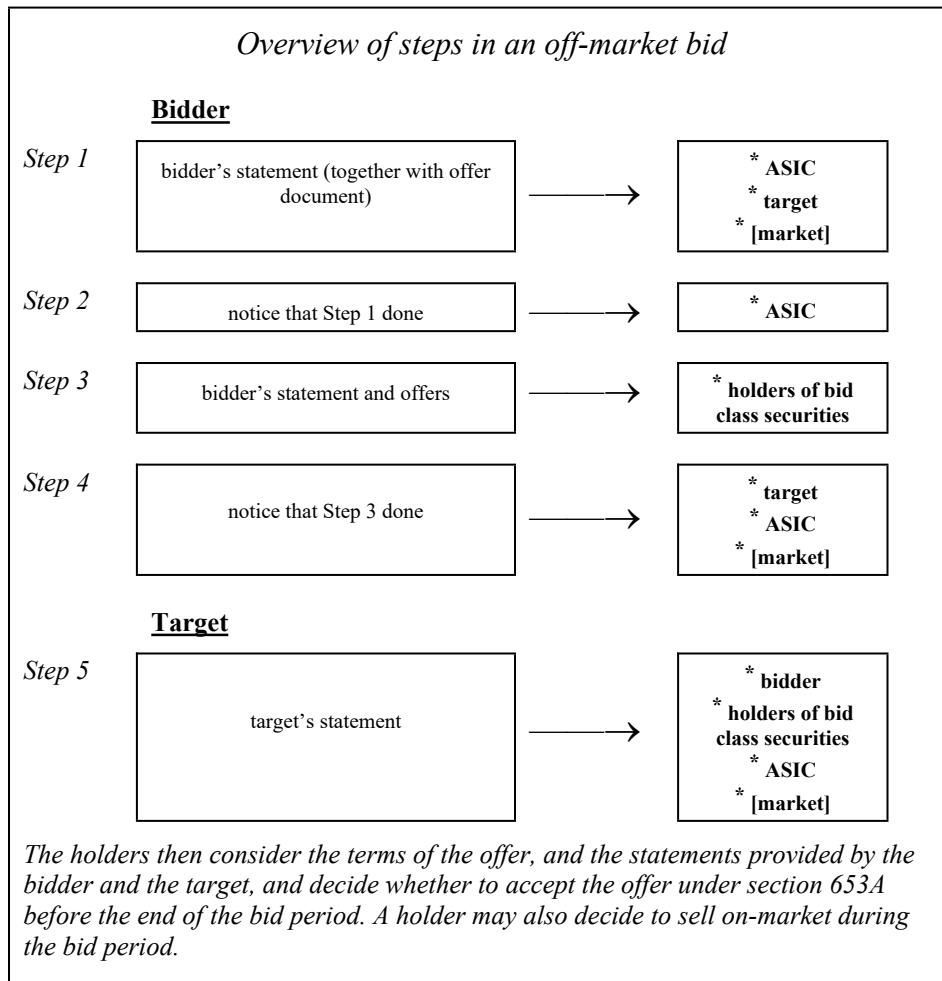 Overview of steps in an off-market bid
Bidder
Step 1
bidder's statement (together with offer
document)
* ASIC
* target
* [market]
Step 2
notice that Step 1 done
* ASIC
Step 3
bidder's statement and offers
* holders of bid
class securities
Step 4
notice that Step 3 done
* target
* ASIC
* [market]
Target
Step 5
target's statement
* bidder
* holders of bid
class securities
* ASIC
* [market]
The holders then consider the terms of the offer, and the statements provided by the
bidder and the target, and decide whether to accept the offer under section 653A
before the end of the bid period. A holder may also decide to sell on-market during
the bid period.